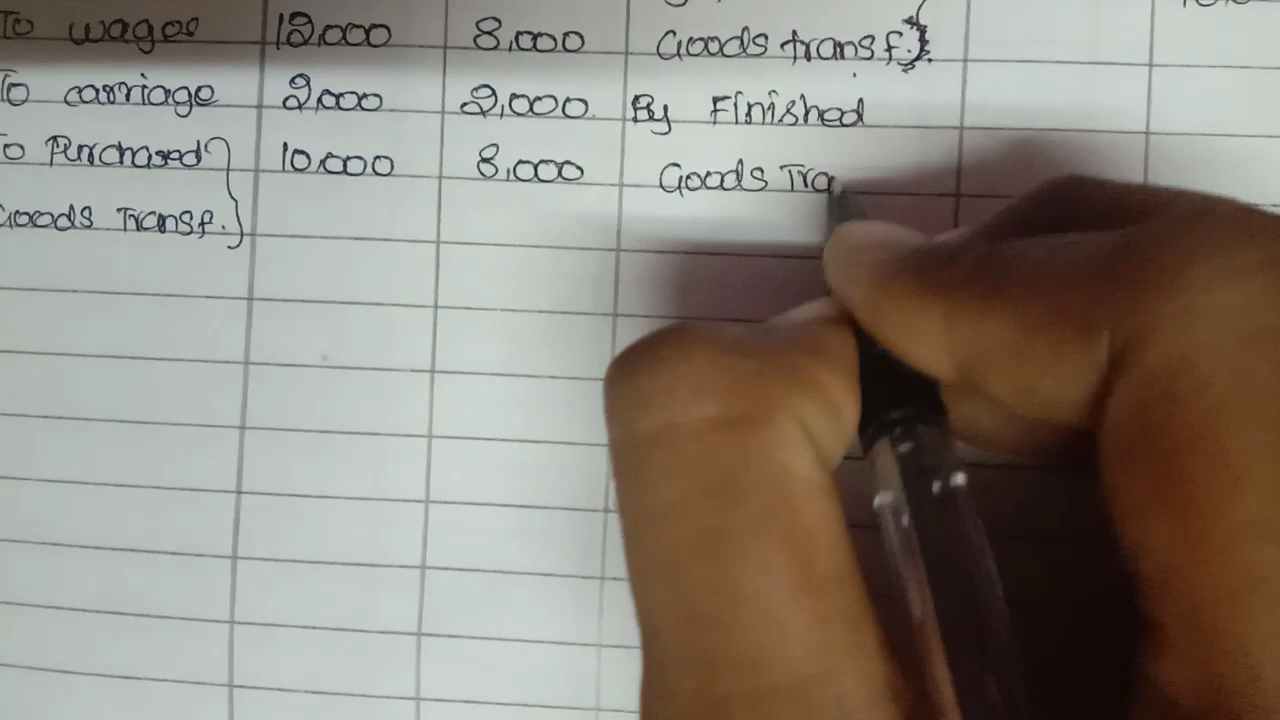 To wages 12,000 8,000 Goods transf.}
To carriage 2,000 2,000 By Finished
To Purchased 10,000 8,000 Goods Tra
Goods Transf.}